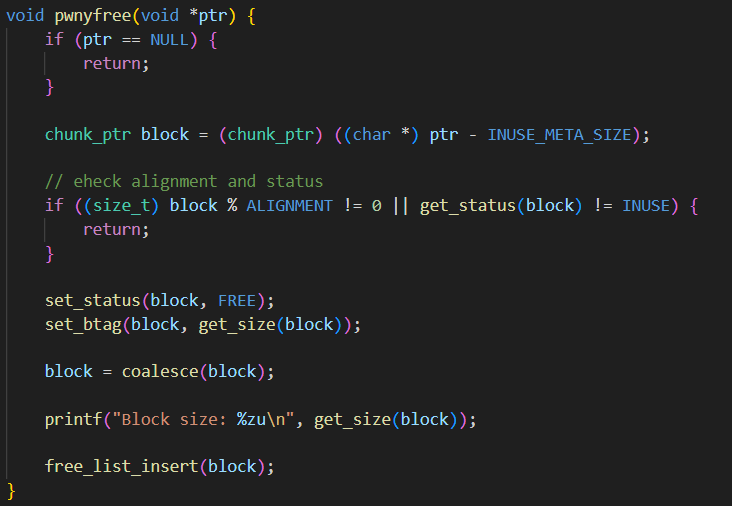 void pwnyfree(void *ptr) {
    if (ptr == NULL) {
        return;
    }

    chunk_ptr block = (chunk_ptr) ((char *) ptr - INUSE_META_SIZE);

    // eheck alignment and status
    if ((size_t) block % ALIGNMENT != 0 || get_status(block) != INUSE) {
        return;
    }

    set_status(block, FREE);
    set_btag(block, get_size(block));

    block = coalesce(block);

    printf("Block size: %zu\n", get_size(block));

    free_list_insert(block);
}